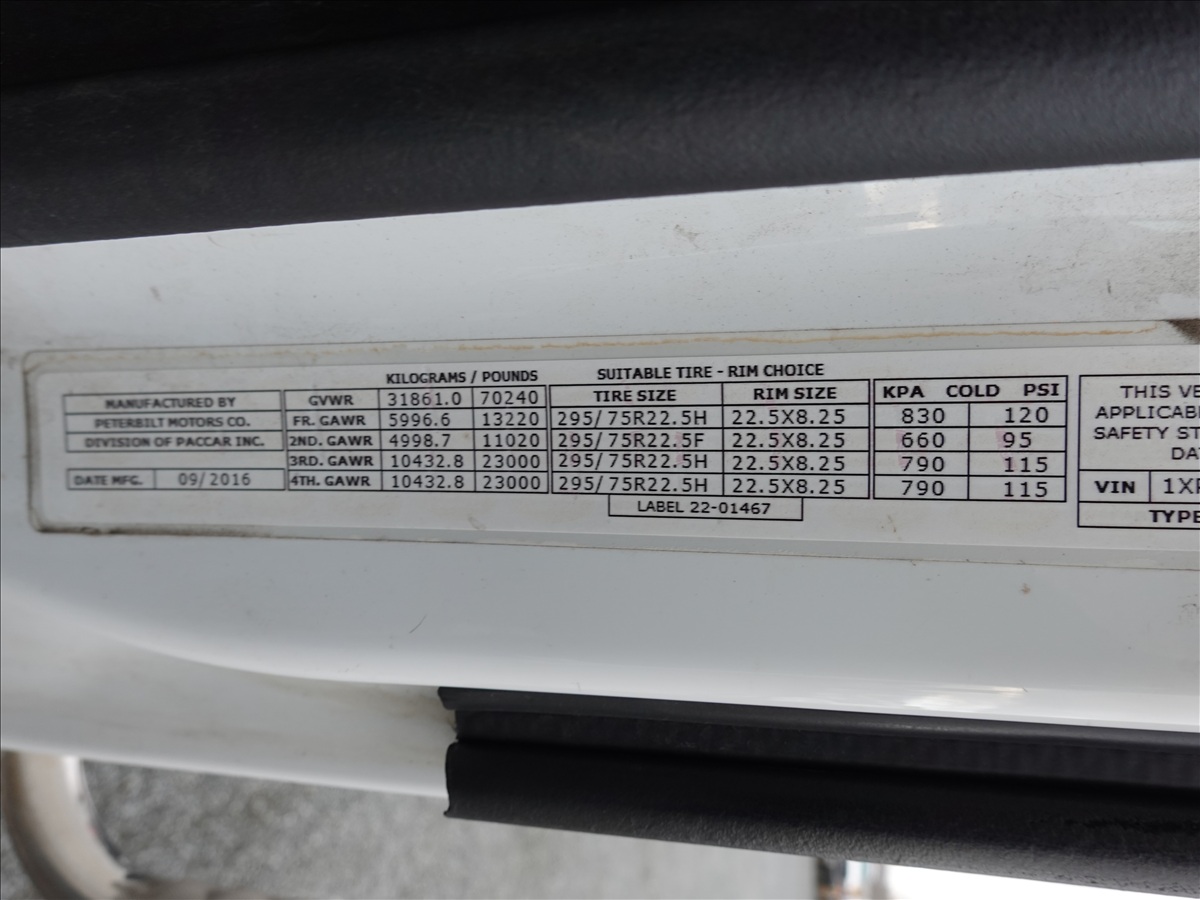 KILOGRAMS / POUNDS SUITABLE TIRE - RIM CHOICE
MANUFACTURED BY GVWR 31861.0 70240 TIRE SIZE RIM SIZE KPA COLD PSI
PETERBILT MOTORS CO. FR. GAWR 5996.6 13220 295/75R22.5H 22.5X8.25 830 120
DIVISION OF PACCAR INC. 2ND. GAWR 4998.7 11020 295/75R22.5F 22.5X8.25 660 95
3RD. GAWR 10432.8 23000 295/75R22.5H 22.5X8.25 790 115
DATE MFG. 09/2016 4TH. GAWR 10432.8 23000 295/75R22.5H 22.5X8.25 790 115
LABEL 22-01467
THIS VE
APPLICAB
SAFETY ST
DA
VIN 1X
TYPE